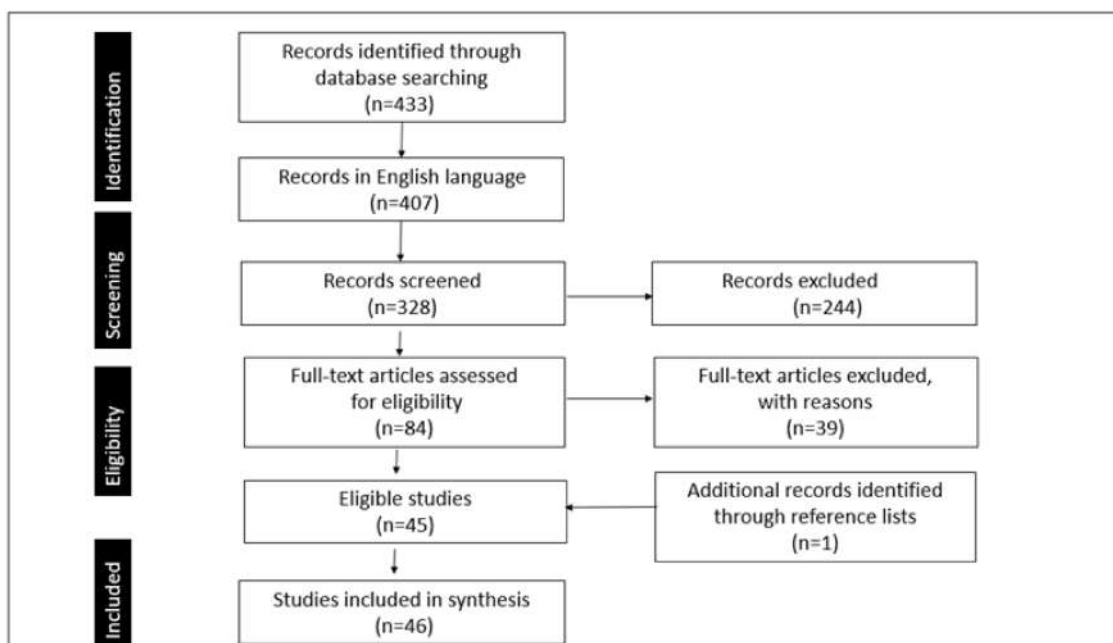 Identification
Records identified through
database searching
(n=433)
Records in English language
(n=407)
Screening
Records screened
(n=328)
Records excluded
(n=244)
Eligibility
Full-text articles assessed
for eligibility
(n=84)
Full-text articles excluded,
with reasons
(n=39)
Eligible studies
(n=45)
Additional records identified
through reference lists
(n=1)
Included
Studies included in synthesis
(n=46)